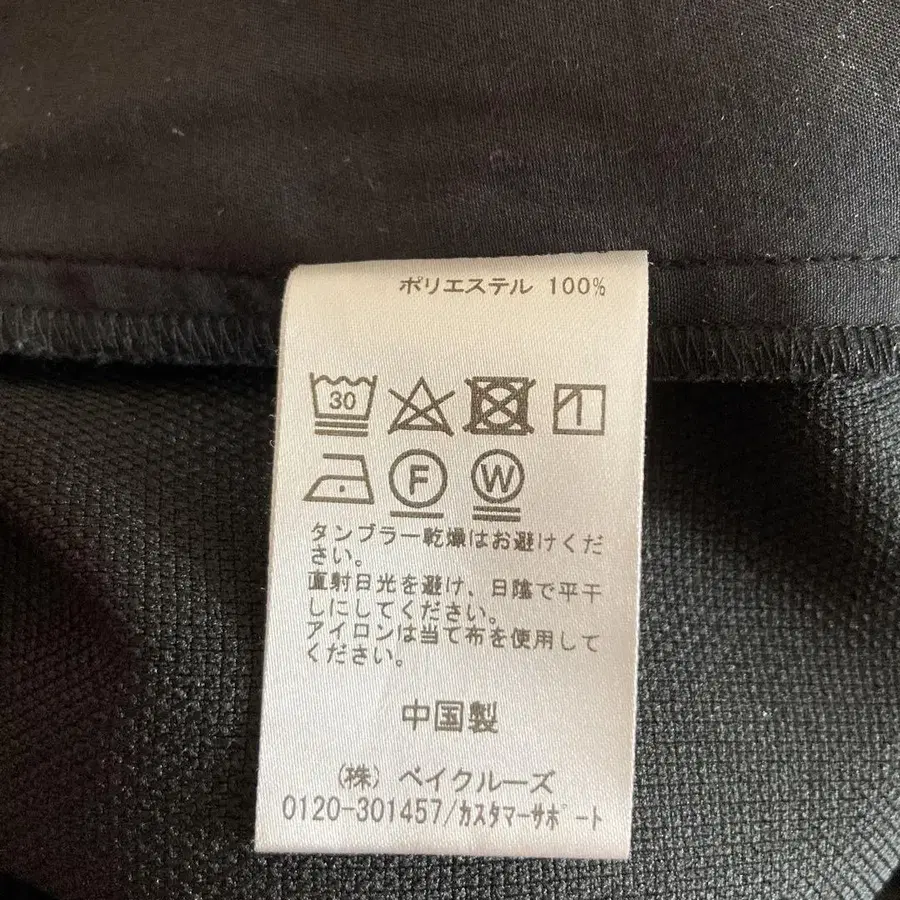 ポリエステル 100%
30
F W
タンブラー乾燥はお避けくだ
さい。
直射日光を避け、日陰で平干
しにしてください。
アイロンは当て布を使用して
ください。
中国製
(株) ベイクルーズ
0120-301457/カスタマーサポート